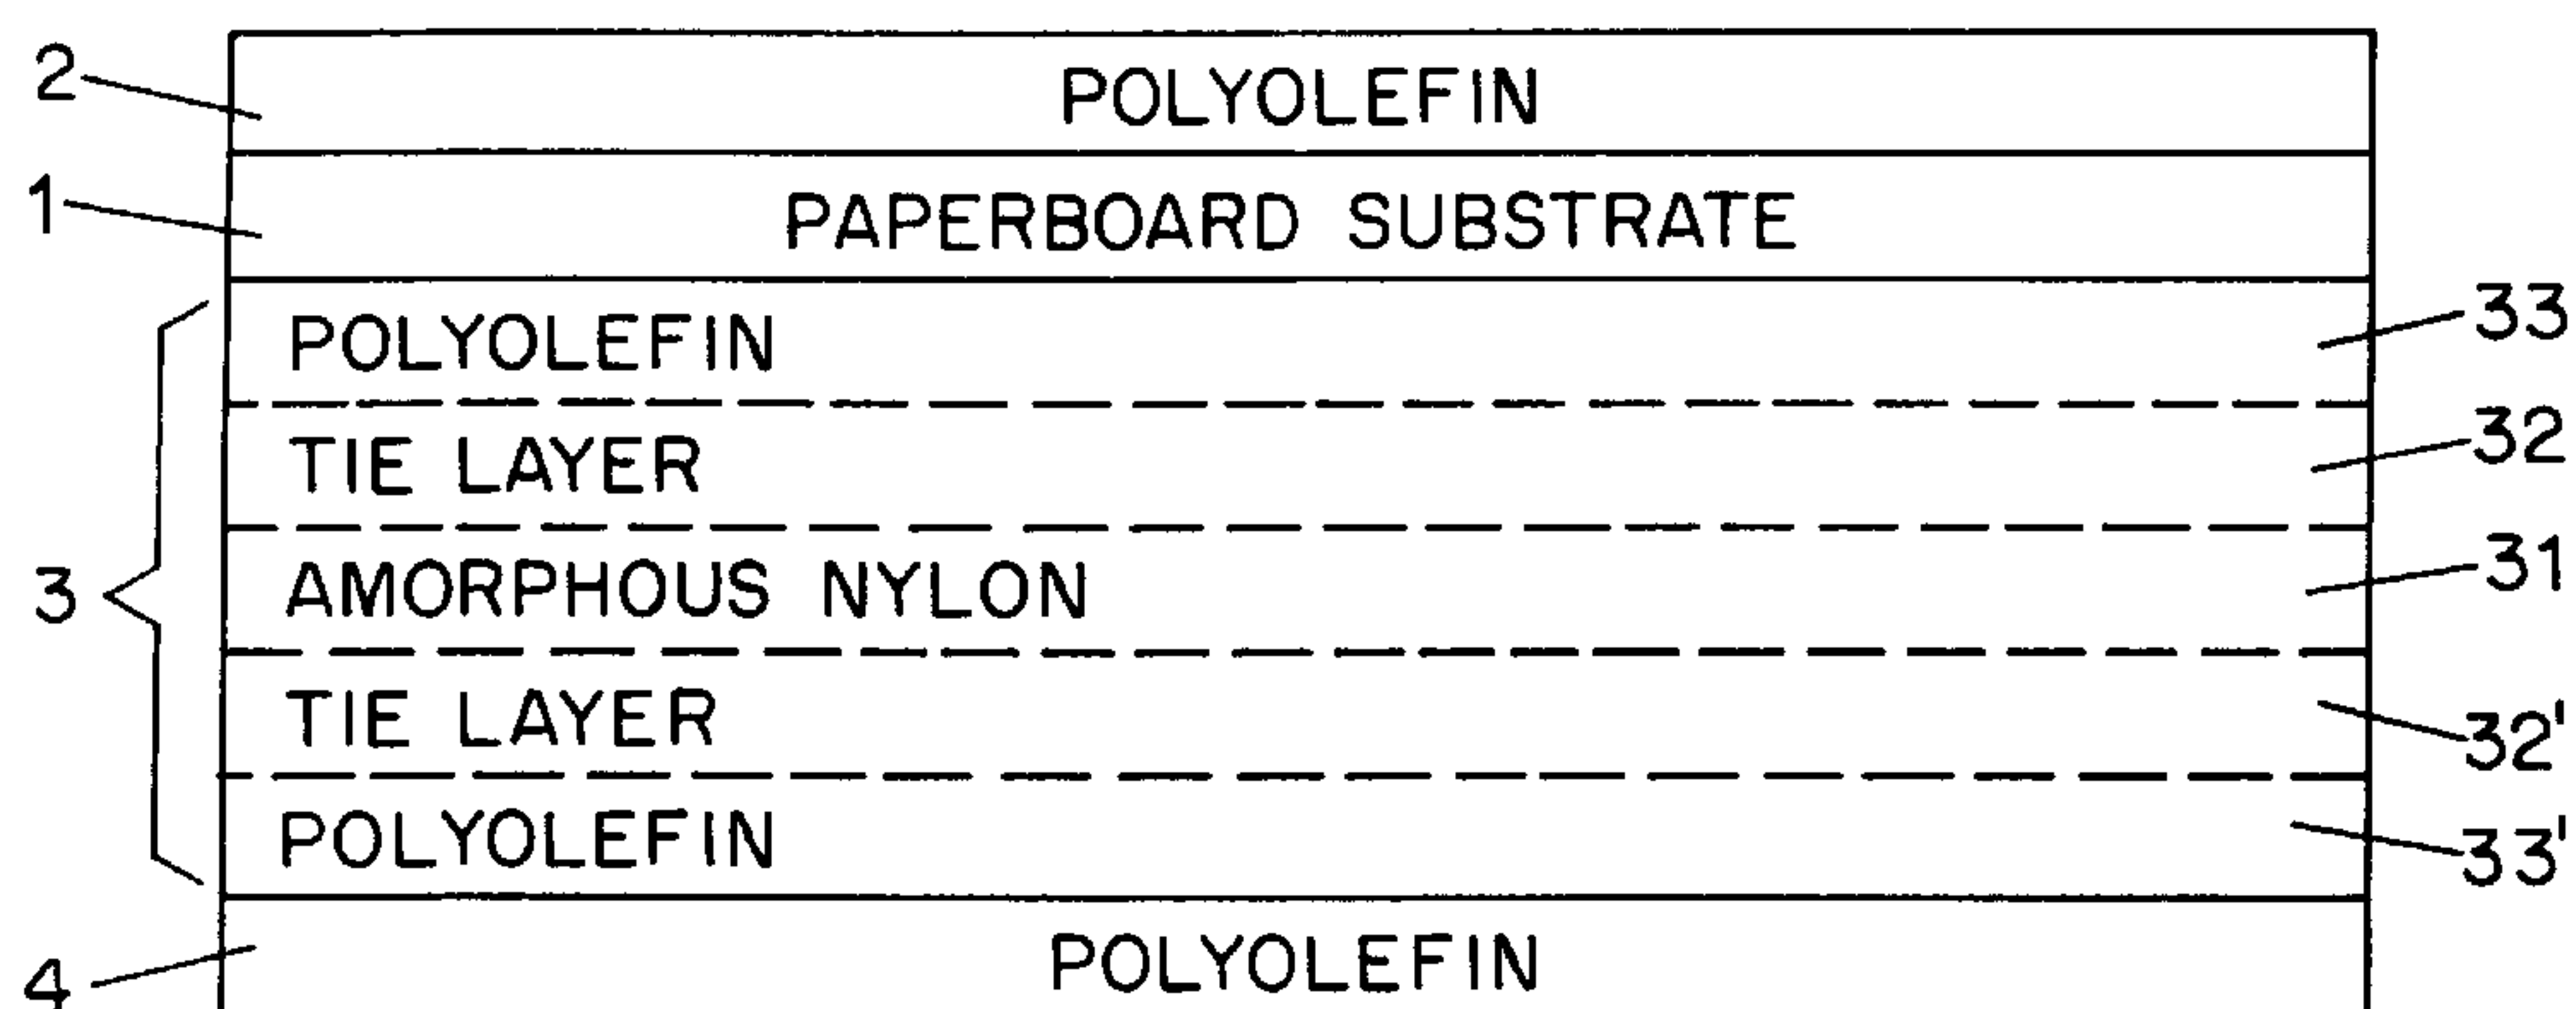 2 POLYOLEFIN
1 PAPERBOARD SUBSTRATE
POLYOLEFIN 33
TIE LAYER 32
3 AMORPHOUS NYLON 31
TIE LAYER 32'
POLYOLEFIN 33'
4 POLYOLEFIN